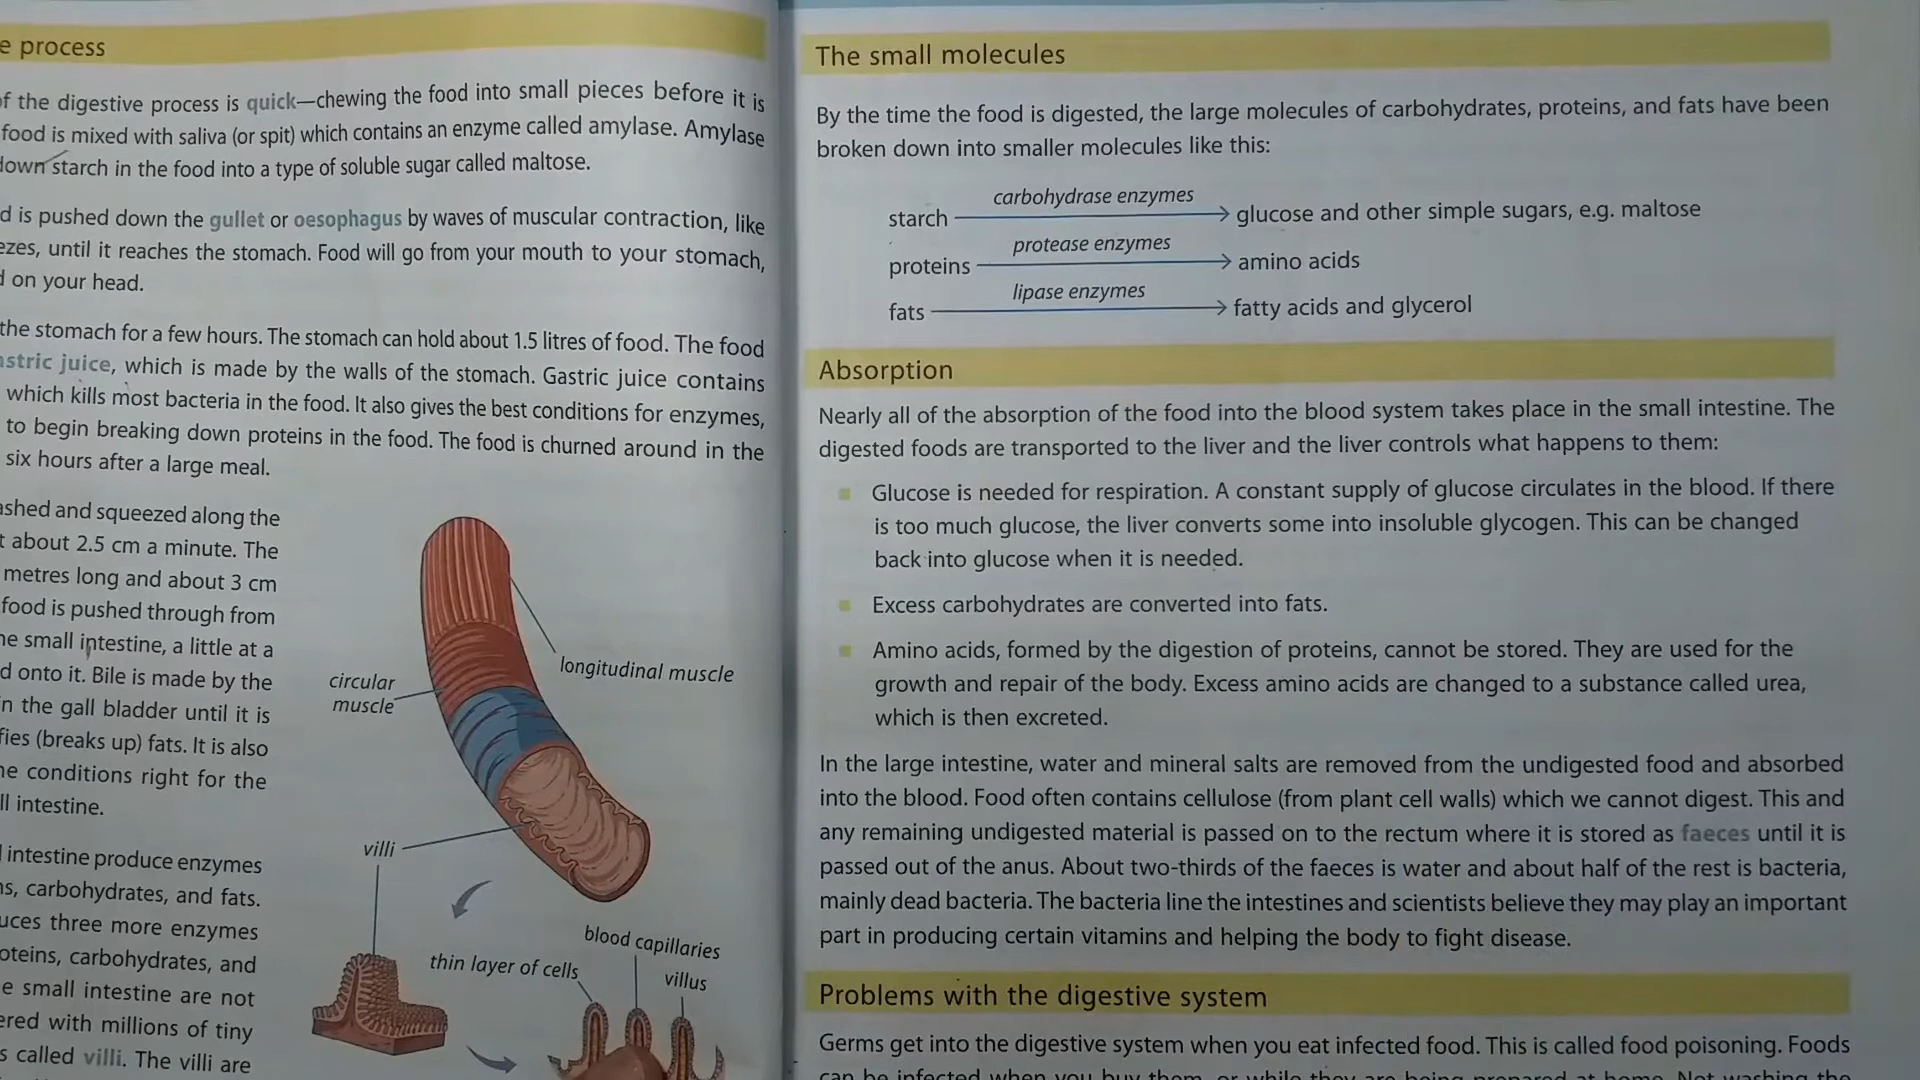 e process
of the digestive process is quick—chewing the food into small pieces before it is
food is mixed with saliva (or spit) which contains an enzyme called amylase. Amylase
down starch in the food into a type of soluble sugar called maltose.
d is pushed down the gullet or oesophagus by waves of muscular contraction, like
ezes, until it reaches the stomach. Food will go from your mouth to your stomach,
d on your head.
the stomach for a few hours. The stomach can hold about 1.5 litres of food. The food
astric juice, which is made by the walls of the stomach. Gastric juice contains
which kills most bacteria in the food. It also gives the best conditions for enzymes,
to begin breaking down proteins in the food. The food is churned around in the
six hours after a large meal.
ashed and squeezed along the
t about 2.5 cm a minute. The
metres long and about 3 cm
food is pushed through from
he small intestine, a little at a
d onto it. Bile is made by the
n the gall bladder until it is
fies (breaks up) fats. It is also
he conditions right for the
ll intestine.
l intestine produce enzymes
ns, carbohydrates, and fats.
uces three more enzymes
oteins, carbohydrates, and
e small intestine are not
ered with millions of tiny
s called villi. The villi are
longitudinal muscle
circular
muscle
villi
blood capillaries
thin layer of cells
villus
The small molecules
By the time the food is digested, the large molecules of carbohydrates, proteins, and fats have been
broken down into smaller molecules like this:
carbohydrase enzymes
starch → glucose and other simple sugars, e.g. maltose
protease enzymes
proteins → amino acids
lipase enzymes
fats → fatty acids and glycerol
Absorption
Nearly all of the absorption of the food into the blood system takes place in the small intestine. The
digested foods are transported to the liver and the liver controls what happens to them:
Glucose is needed for respiration. A constant supply of glucose circulates in the blood. If there
is too much glucose, the liver converts some into insoluble glycogen. This can be changed
back into glucose when it is needed.
Excess carbohydrates are converted into fats.
Amino acids, formed by the digestion of proteins, cannot be stored. They are used for the
growth and repair of the body. Excess amino acids are changed to a substance called urea,
which is then excreted.
In the large intestine, water and mineral salts are removed from the undigested food and absorbed
into the blood. Food often contains cellulose (from plant cell walls) which we cannot digest. This and
any remaining undigested material is passed on to the rectum where it is stored as faeces until it is
passed out of the anus. About two-thirds of the faeces is water and about half of the rest is bacteria,
mainly dead bacteria. The bacteria line the intestines and scientists believe they may play an important
part in producing certain vitamins and helping the body to fight disease.
Problems with the digestive system
Germs get into the digestive system when you eat infected food. This is called food poisoning. Foods
can be infected when you buy them, or while they are being prepared at home. Not washing the